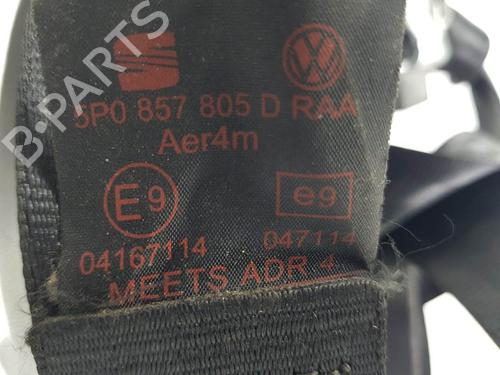 B-PARTS
5P0 857 805 D RAA
Aer4m
E9 e9
04167114 047114
MEETS ADR 4